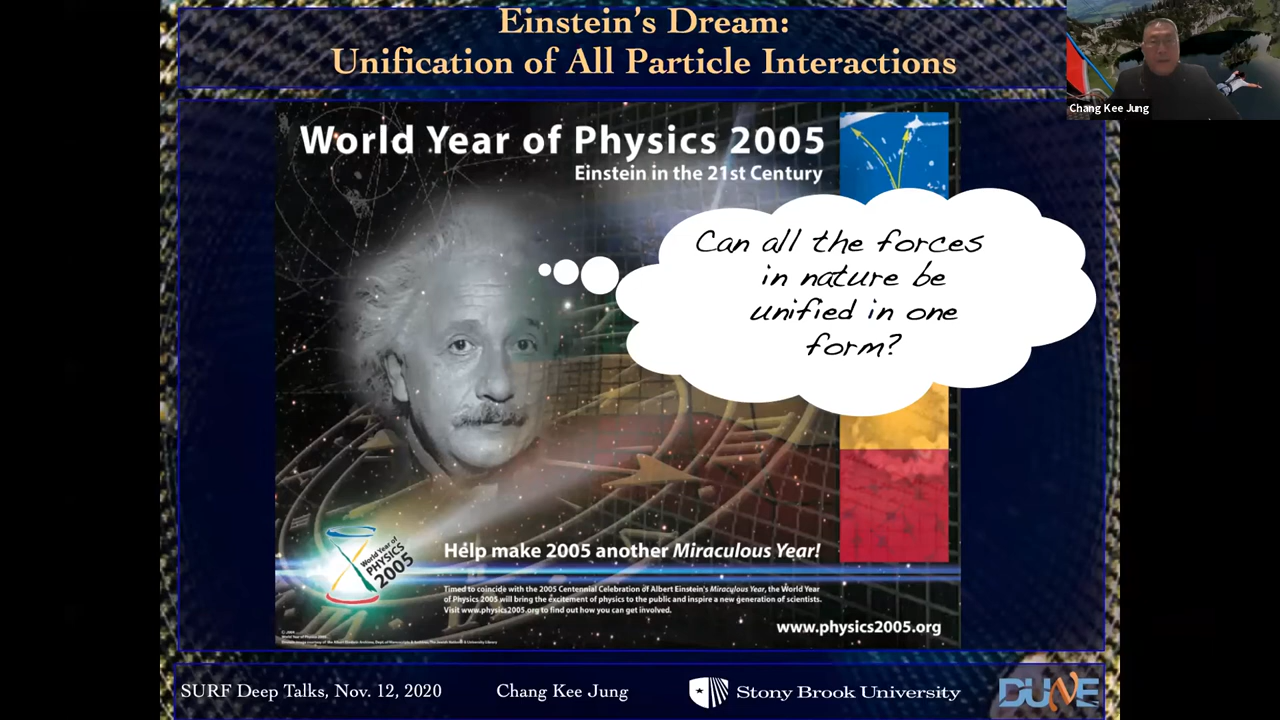 Einstein's Dream:
Unification of All Particle Interactions
Chang Kee Jung
World Year of Physics 2005
Einstein in the 21st Century
Can all the forces
in nature be
unified in one
form?
World Year of
PHYSICS
2005
Help make 2005 another Miraculous Year!
Timed to coincide with the 2005 Centennial Celebration of Albert Einstein's Miraculous Year, the World Year
of Physics 2005 will bring the excitement of physics to the public and inspire a new generation of scientists.
Visit www.physics2005.org to find out how you can get involved.
www.physics2005.org
SURF Deep Talks, Nov. 12, 2020
Chang Kee Jung
Stony Brook University
DUNE